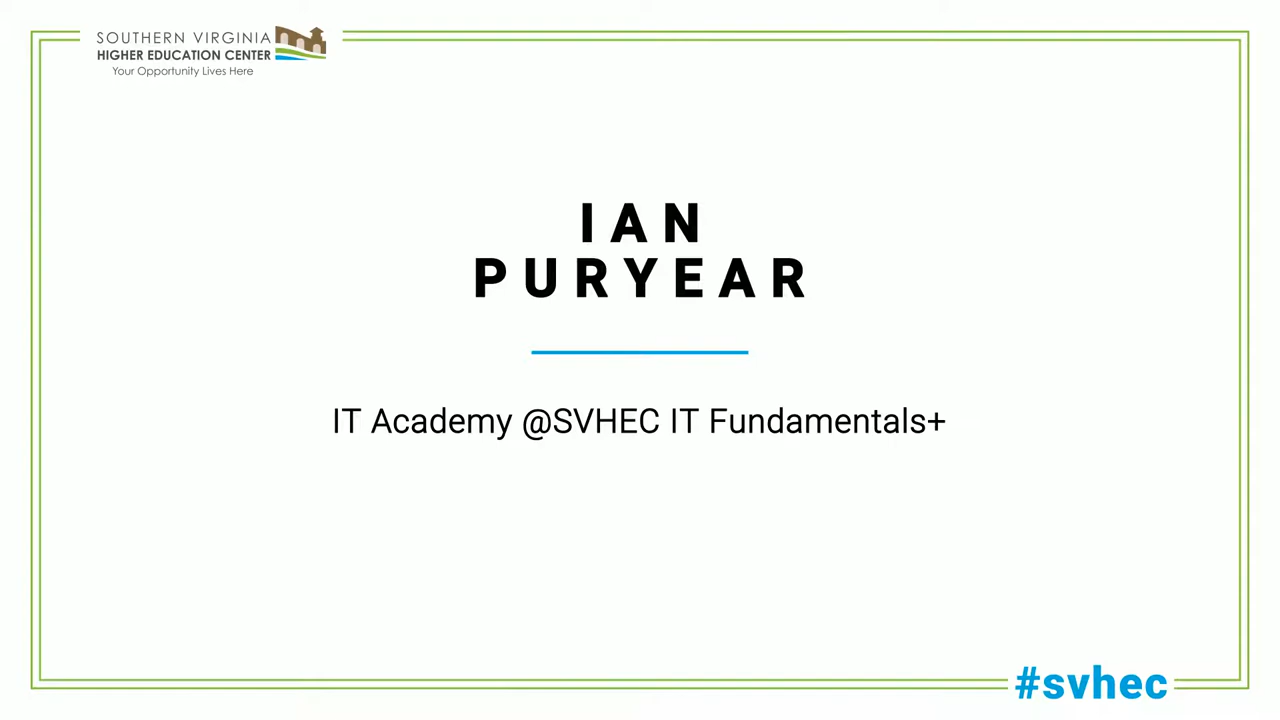 SOUTHERN VIRGINIA
HIGHER EDUCATION CENTER
Your Opportunity Lives Here
IAN
PURYEAR
IT Academy @SVHEC IT Fundamentals+
#svhec